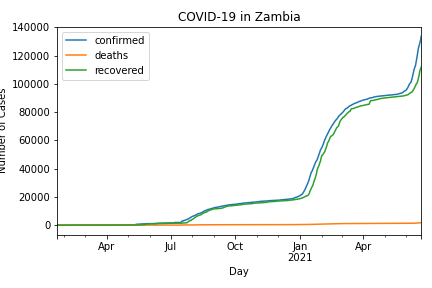 COVID-19 in Zambia
confirmed
deaths
recovered
140000
120000
100000
80000
60000
40000
20000
0
Number of Cases
Apr
Jul
Oct
Jan
2021
Apr
Day